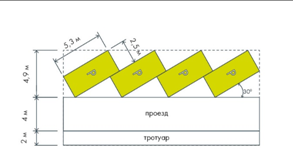 5,3 м
2,5 м
4,9 м
P P P P
30°
4 м
проезд
2 м
тротуар